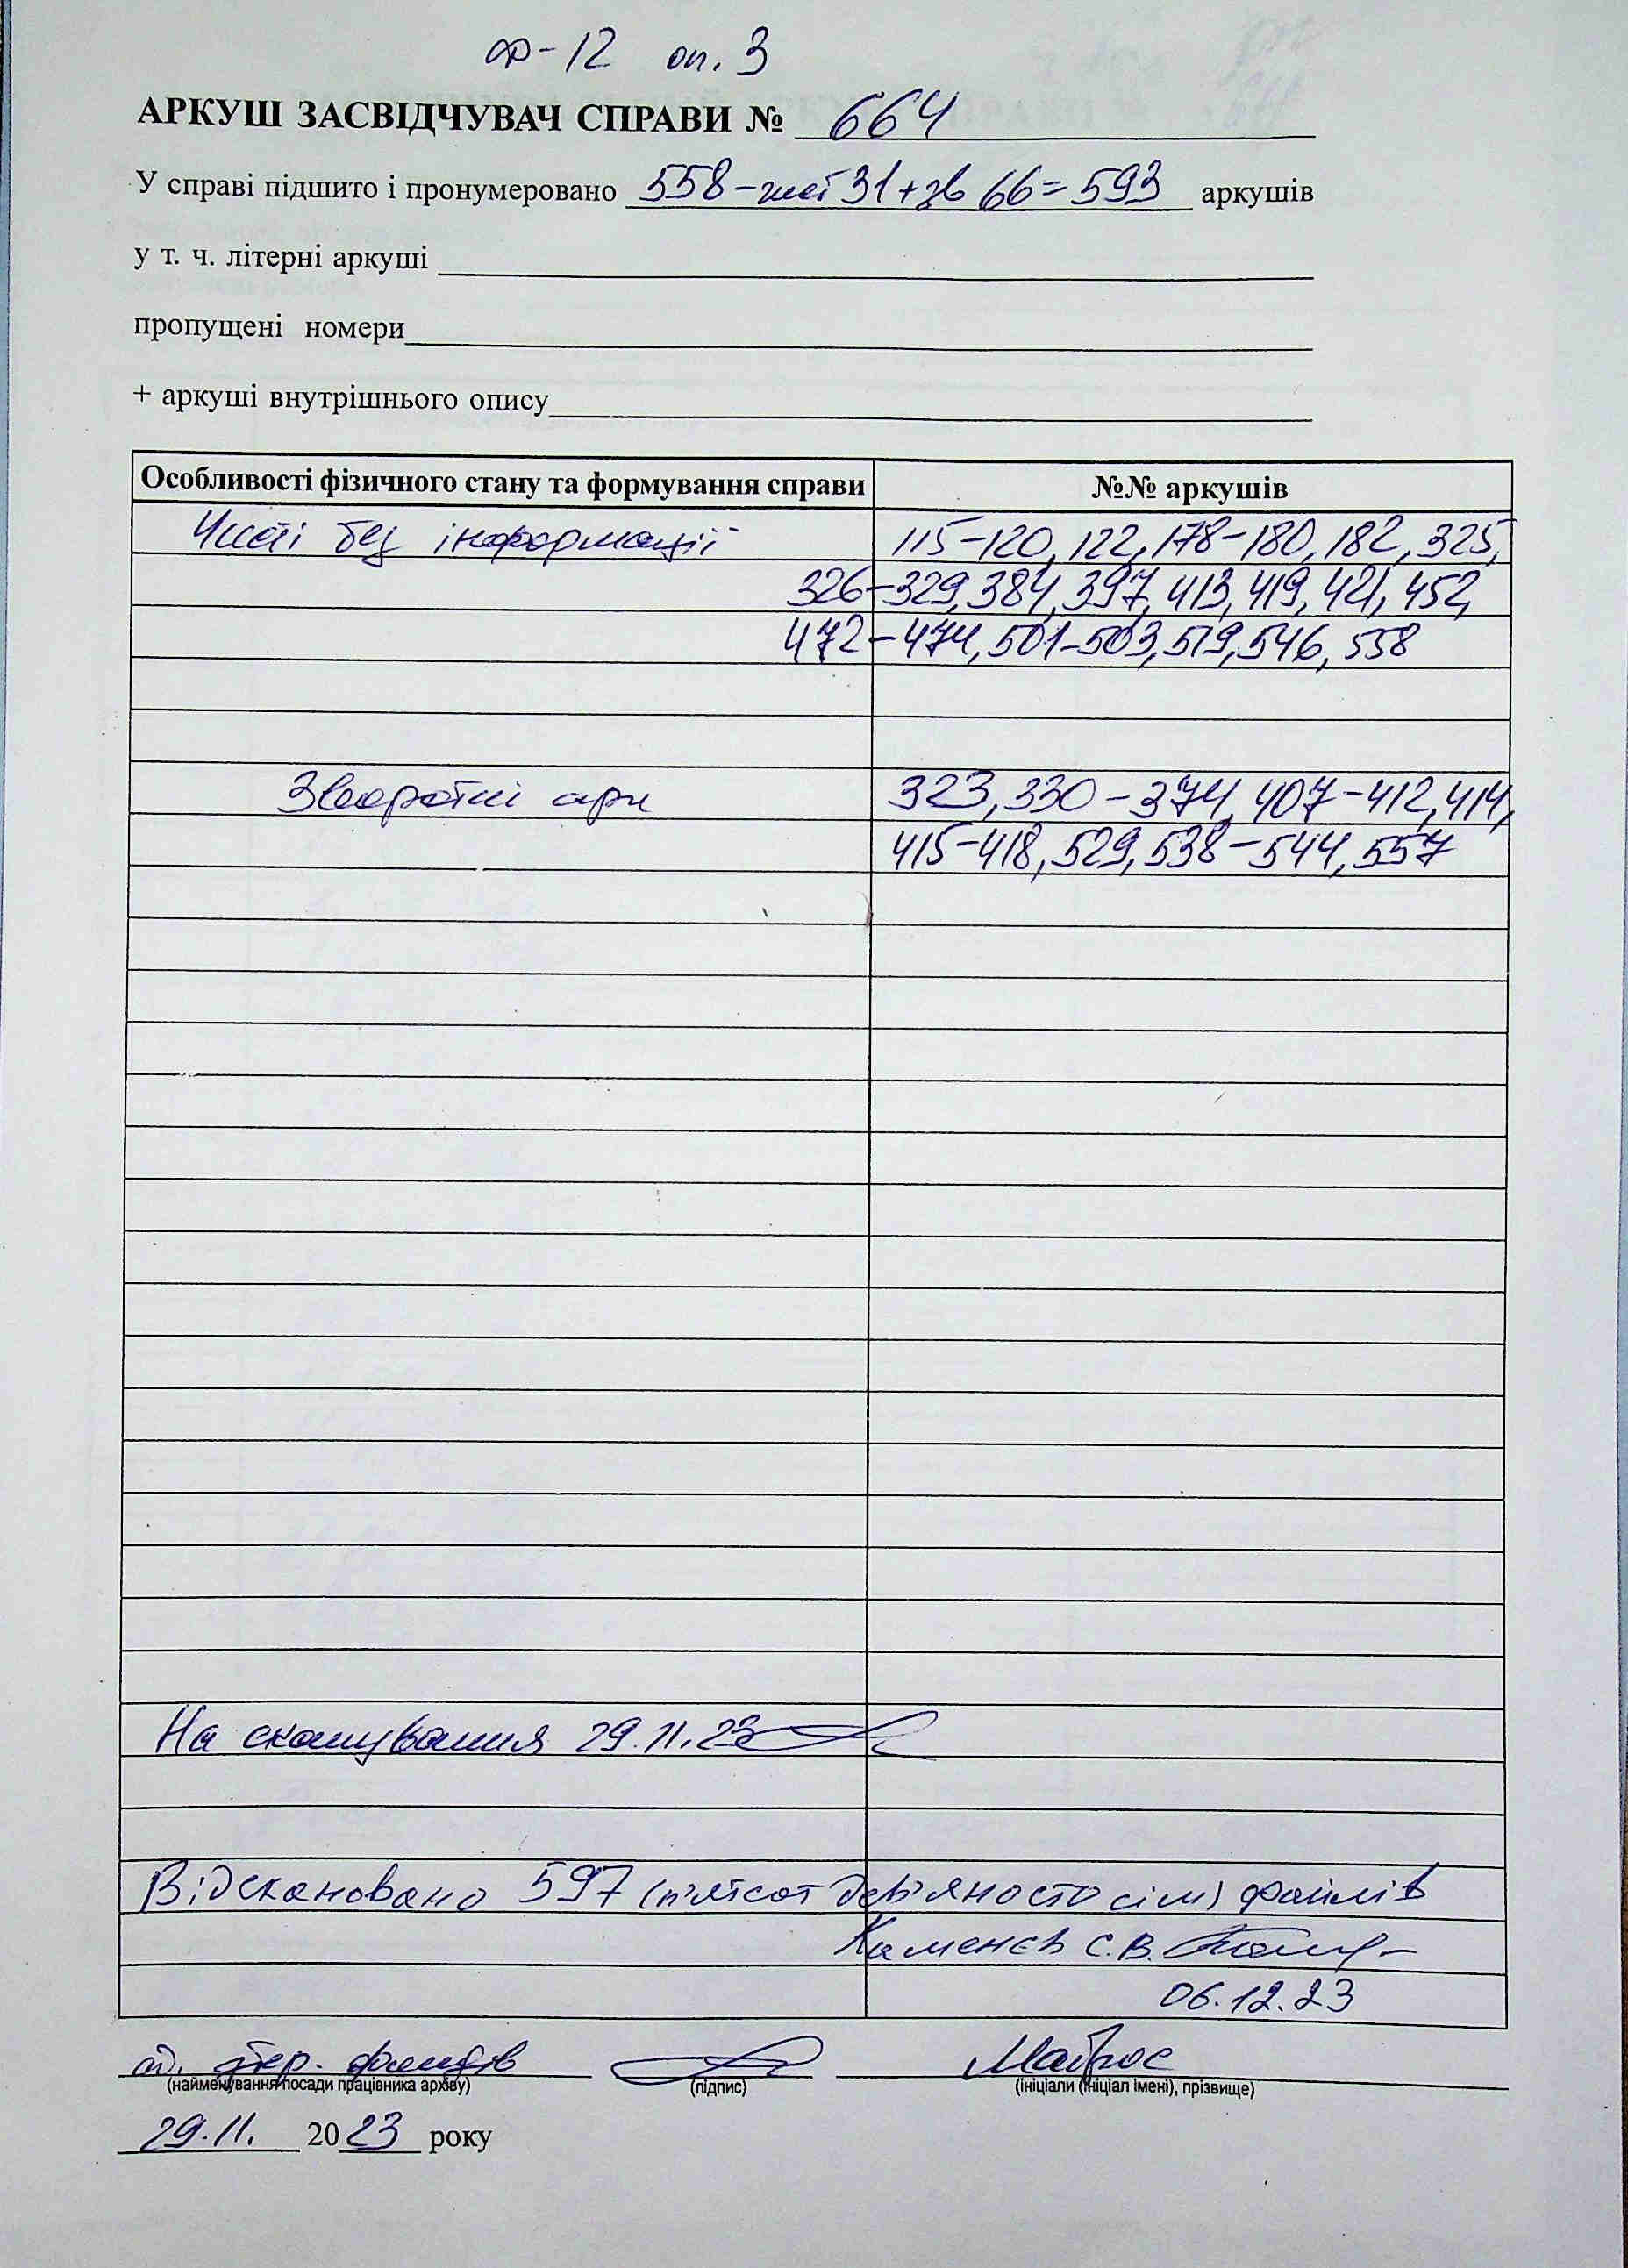 ф-12 оп. 3
АРКУШ ЗАСВІДЧУВАЧ СПРАВИ № 664
У справі підшито і пронумеровано 558-чисті 31+зв 66=593 аркушів
у т. ч. літерні аркуші
пропущені номери
+ аркуші внутрішнього опису
Особливості фізичного стану та формування справи №№ аркушів
Чисті без інформації 115-120, 122, 178-180, 182, 325,
326-329, 384, 397, 413, 419, 421, 452,
472-474, 501-503, 519, 546, 558
Зворотні арк 323, 330-374, 407-412, 414,
415-418, 529, 538-544, 557
На сканування 29.11.23
Відскановано 597 (п'ятсот дев'яносто сім) файлів
Каменєв С.В.
06.12.23
фондів
(найменування посади працівника архіву) (підпис) (ініціали (ініціал імені), прізвище)
29.11. 2023 року